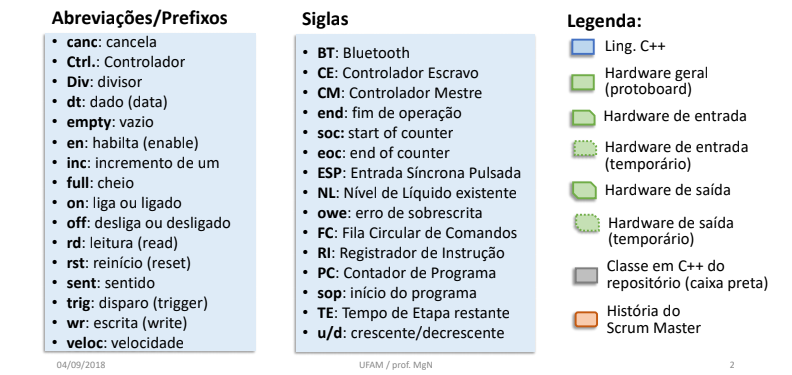 Abreviações/Prefixos
• canc: cancela
• Ctrl.: Controlador
• Div: divisor
• dt: dado (data)
• empty: vazio
• en: habilta (enable)
• inc: incremento de um
• full: cheio
• on: liga ou ligado
• off: desliga ou desligado
• rd: leitura (read)
• rst: reinício (reset)
• sent: sentido
• trig: disparo (trigger)
• wr: escrita (write)
• veloc: velocidade
Siglas
• BT: Bluetooth
• CE: Controlador Escravo
• CM: Controlador Mestre
• end: fim de operação
• soc: start of counter
• eoc: end of counter
• ESP: Entrada Síncrona Pulsada
• NL: Nível de Líquido existente
• owe: erro de sobrescrita
• FC: Fila Circular de Comandos
• RI: Registrador de Instrução
• PC: Contador de Programa
• sop: início do programa
• TE: Tempo de Etapa restante
• u/d: crescente/decrescente
Legenda:
Ling. C++
Hardware geral
(protoboard)
Hardware de entrada
Hardware de entrada
(temporário)
Hardware de saída
Hardware de saída
(temporário)
Classe em C++ do
repositório (caixa preta)
História do
Scrum Master
04/09/2018
UFAM / prof. MgN
2